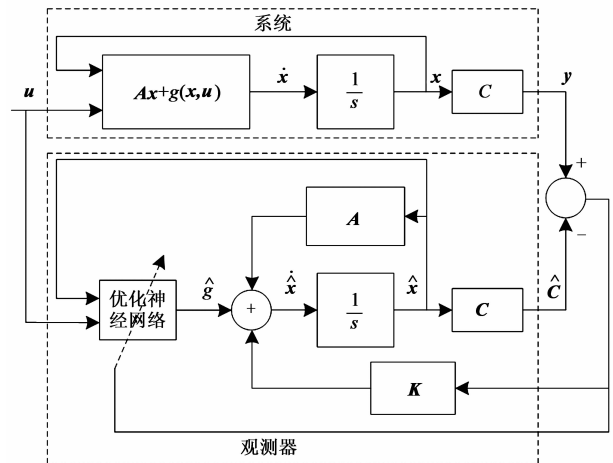 系统
u
Ax+g(x,u)
ẋ
1/s
x
C
y
+
−
A
优化神
经网络
ĝ
+
x̂̇
1/s
x̂
C
Ĉ
K
观测器